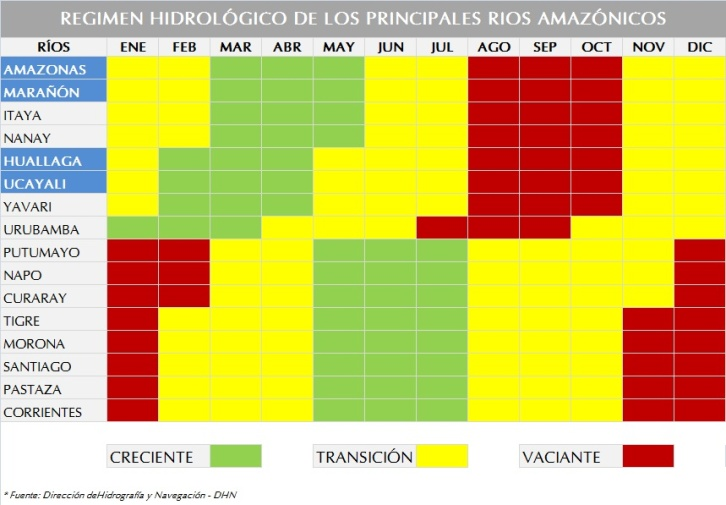 REGIMEN HIDROLÓGICO DE LOS PRINCIPALES RIOS AMAZÓNICOS
RÍOS ENE FEB MAR ABR MAY JUN JUL AGO SEP OCT NOV DIC
AMAZONAS
MARAÑÓN
ITAYA
NANAY
HUALLAGA
UCAYALI
YAVARI
URUBAMBA
PUTUMAYO
NAPO
CURARAY
TIGRE
MORONA
SANTIAGO
PASTAZA
CORRIENTES
CRECIENTE TRANSICIÓN VACIANTE
* Fuente: Dirección deHidrografía y Navegación - DHN